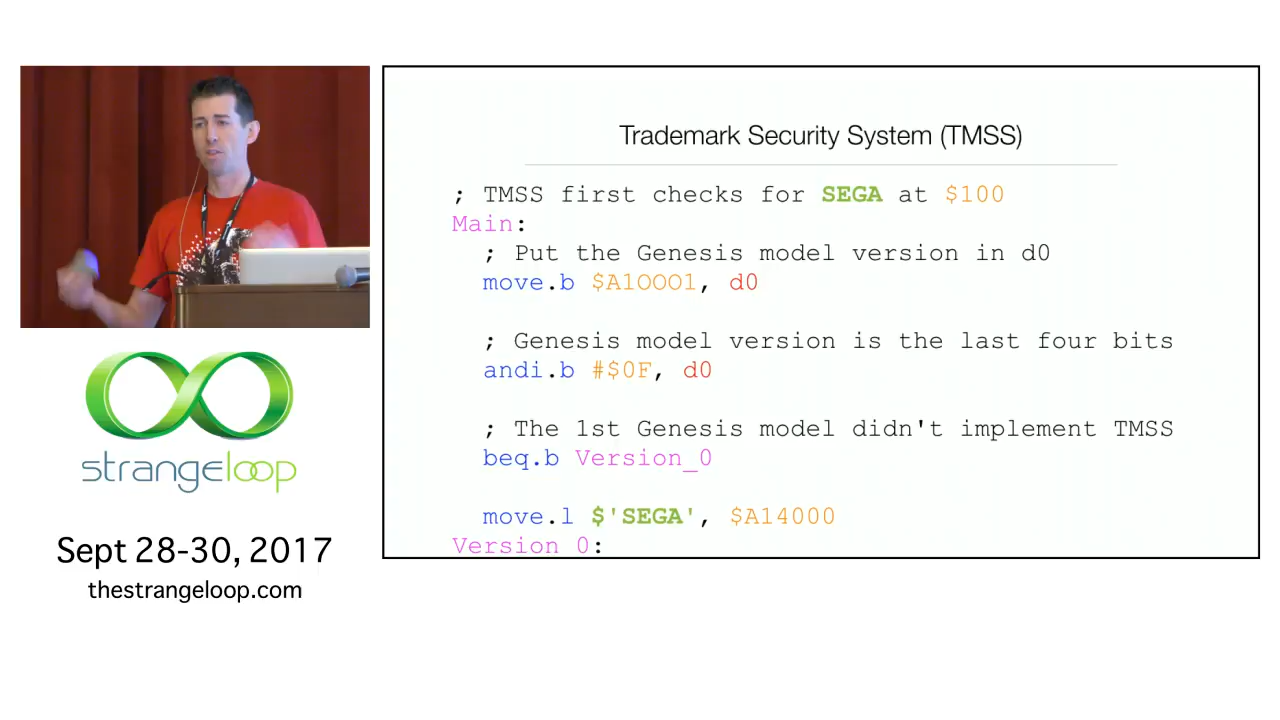 Trademark Security System (TMSS)
; TMSS first checks for SEGA at $100
Main:
; Put the Genesis model version in d0
move.b $A10001, d0
; Genesis model version is the last four bits
andi.b #$0F, d0
; The 1st Genesis model didn't implement TMSS
beq.b Version_0
move.l $'SEGA', $A14000
Version_0:
strangeloop
Sept 28-30, 2017
thestrangeloop.com